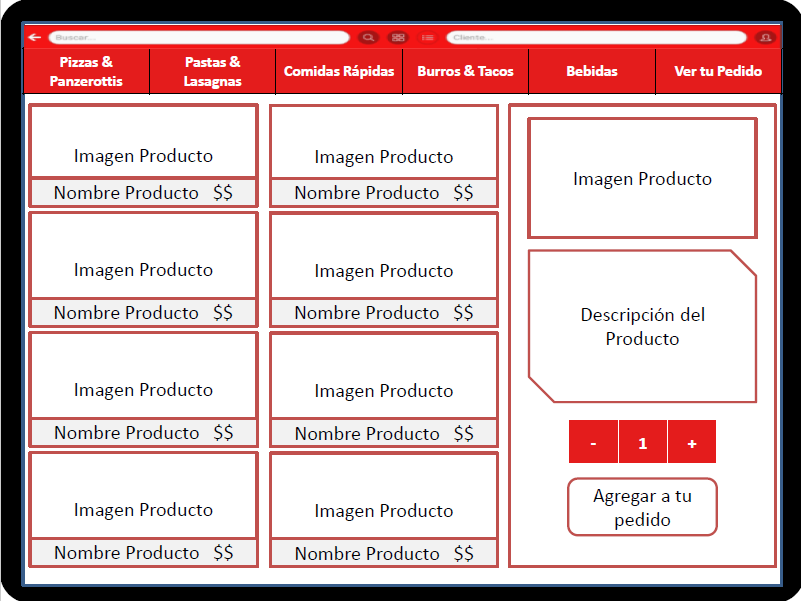 Buscar...
Cliente...
Pizzas &
Panzerottis
Pastas &
Lasagnas
Comidas Rápidas
Burros & Tacos
Bebidas
Ver tu Pedido
Imagen Producto
Nombre Producto $$
Imagen Producto
Nombre Producto $$
Imagen Producto
Nombre Producto $$
Imagen Producto
Nombre Producto $$
Imagen Producto
Nombre Producto $$
Imagen Producto
Nombre Producto $$
Imagen Producto
Nombre Producto $$
Imagen Producto
Nombre Producto $$
Imagen Producto
Descripción del
Producto
- 1 +
Agregar a tu
pedido